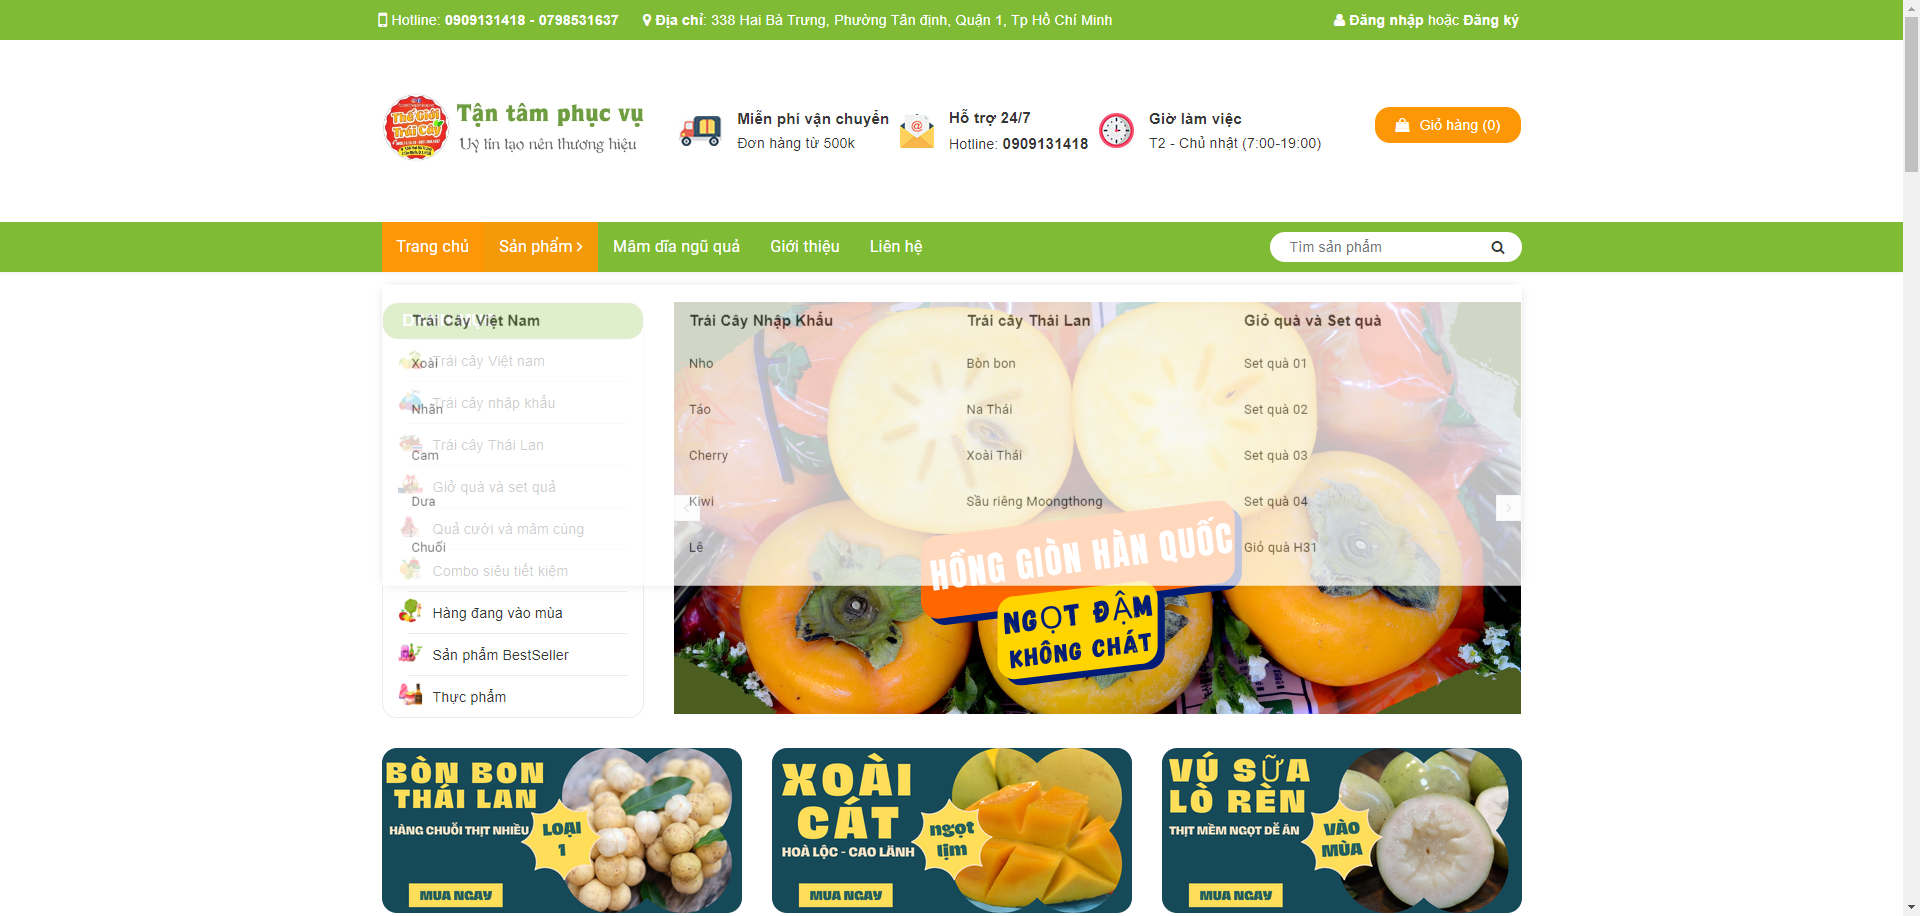 Hotline: 0909131418 - 0798531637
Địa chỉ: 338 Hai Bà Trưng, Phường Tân định, Quận 1, Tp Hồ Chí Minh
Đăng nhập hoặc Đăng ký
Thế Giới
Trái Cây
Tận tâm phục vụ
Uy tín tạo nên thương hiệu
Miễn phí vận chuyển
Đơn hàng từ 500k
Hỗ trợ 24/7
Hotline: 0909131418
Giờ làm việc
T2 - Chủ nhật (7:00-19:00)
Giỏ hàng (0)
Trang chủ
Sản phẩm
Mâm dĩa ngũ quả
Giới thiệu
Liên hệ
Tìm sản phẩm
Trái Cây Việt Nam
Xoài
Nhãn
Cam
Dưa
Chuối
Trái Cây Nhập Khẩu
Nho
Táo
Cherry
Kiwi
Lê
Trái cây Thái Lan
Bòn bon
Na Thái
Xoài Thái
Sầu riêng Moongthong
Giỏ quà và Set quà
Set quà 01
Set quà 02
Set quà 03
Set quà 04
Giỏ quà H31
Trái cây Việt nam
Trái cây nhập khẩu
Trái cây Thái Lan
Giở quà và set quả
Quả cưới và mâm cúng
Combo siêu tiết kiệm
Hàng đang vào mùa
Sản phẩm BestSeller
Thực phẩm
HỒNG GIÒN HÀN QUỐC
NGỌT ĐẬM
KHÔNG CHÁT
BÒN BON
THÁI LAN
HÀNG CHUỖI THỊT NHIỀU
LOẠI
1
MUA NGAY
XOÀI
CÁT
HOÀ LỘC - CAO LÃNH
ngọt
lịm
MUA NGAY
VÚ SỮA
LÒ RÈN
THỊT MỀM NGỌT DỄ ĂN
VÀO
MÙA
MUA NGAY